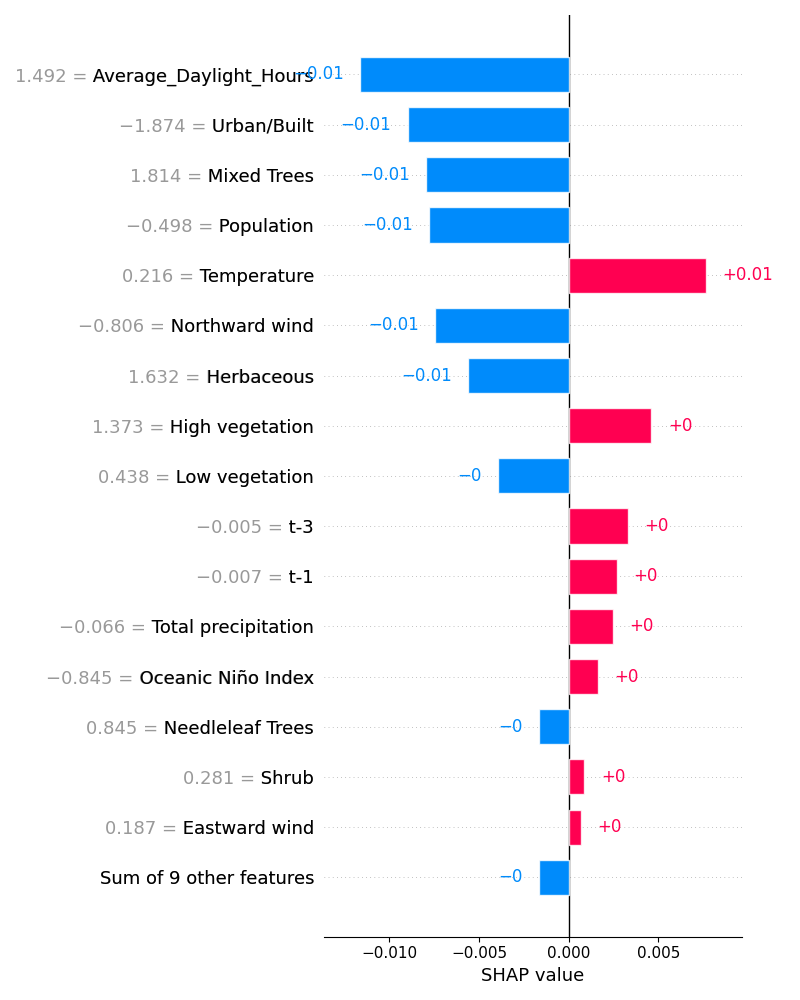 1.492 = Average_Daylight_Hours −0.01
−1.874 = Urban/Built −0.01
1.814 = Mixed Trees −0.01
−0.498 = Population −0.01
0.216 = Temperature +0.01
−0.806 = Northward wind −0.01
1.632 = Herbaceous −0.01
1.373 = High vegetation +0
0.438 = Low vegetation −0
−0.005 = t-3 +0
−0.007 = t-1 +0
−0.066 = Total precipitation +0
−0.845 = Oceanic Niño Index +0
0.845 = Needleleaf Trees −0
0.281 = Shrub +0
0.187 = Eastward wind +0
Sum of 9 other features −0
−0.010 −0.005 0.000 0.005
SHAP value